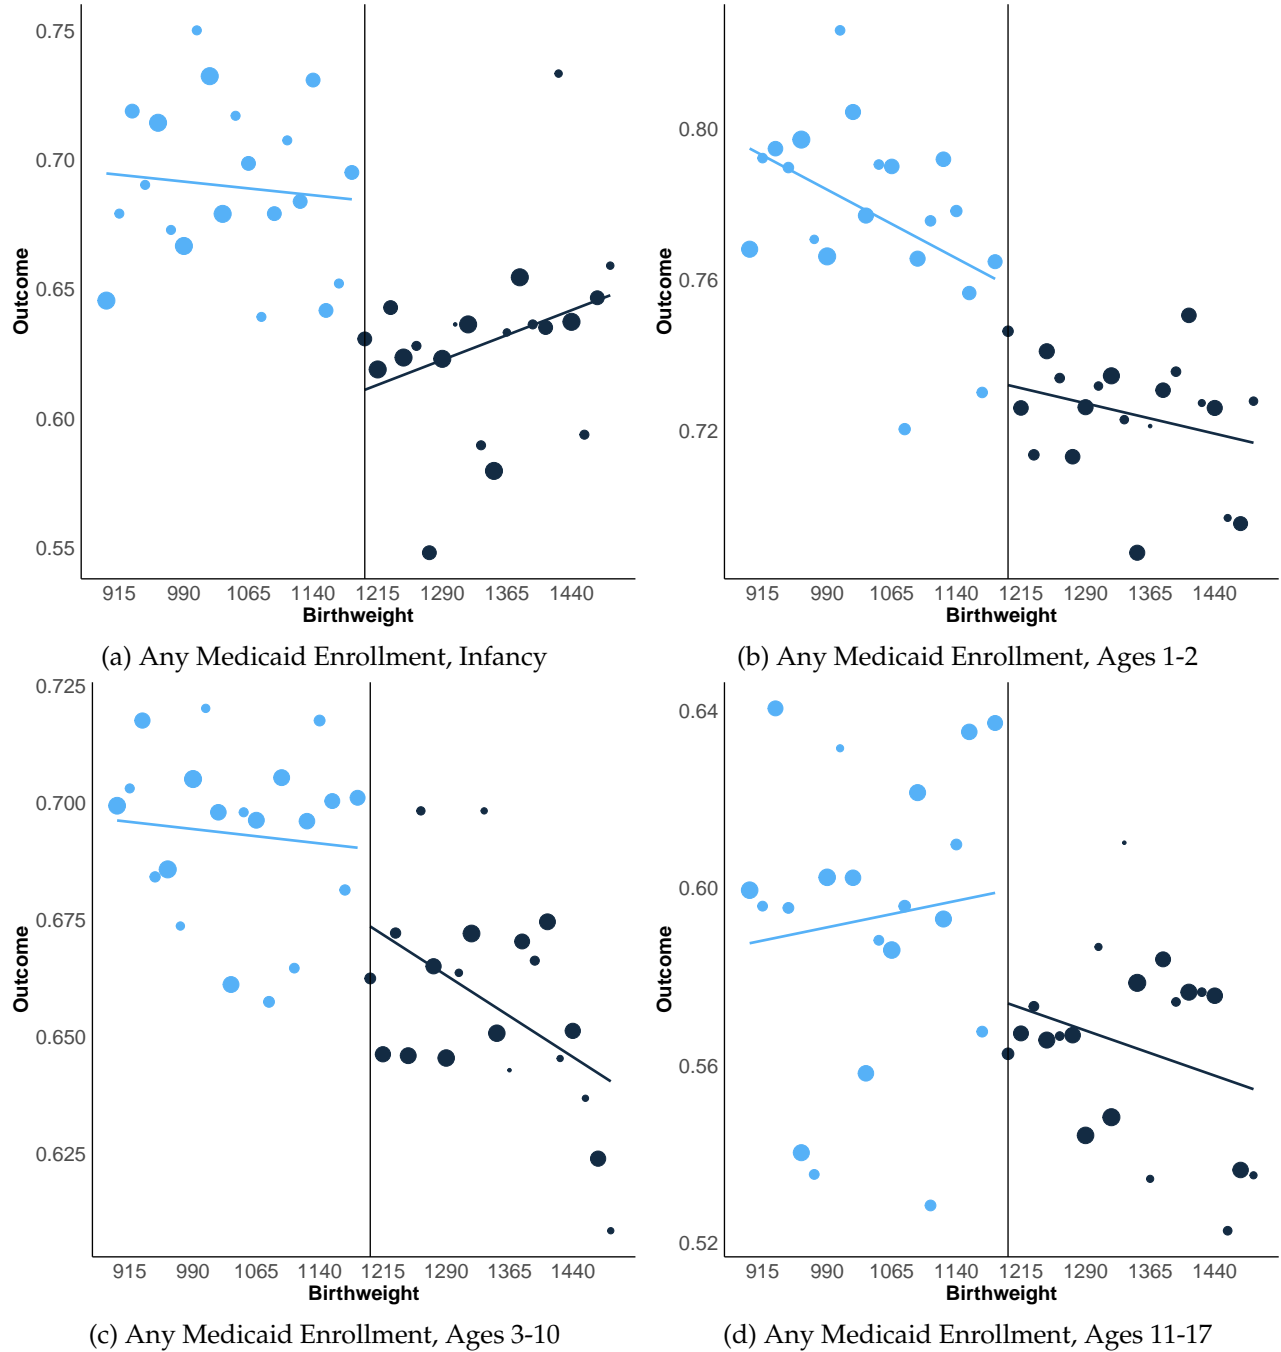 0.75
0.70
0.65
0.60
0.55
Outcome
915 990 1065 1140 1215 1290 1365 1440
Birthweight
(a) Any Medicaid Enrollment, Infancy
0.80
0.76
0.72
Outcome
915 990 1065 1140 1215 1290 1365 1440
Birthweight
(b) Any Medicaid Enrollment, Ages 1-2
0.725
0.700
0.675
0.650
0.625
Outcome
915 990 1065 1140 1215 1290 1365 1440
Birthweight
(c) Any Medicaid Enrollment, Ages 3-10
0.64
0.60
0.56
0.52
Outcome
915 990 1065 1140 1215 1290 1365 1440
Birthweight
(d) Any Medicaid Enrollment, Ages 11-17